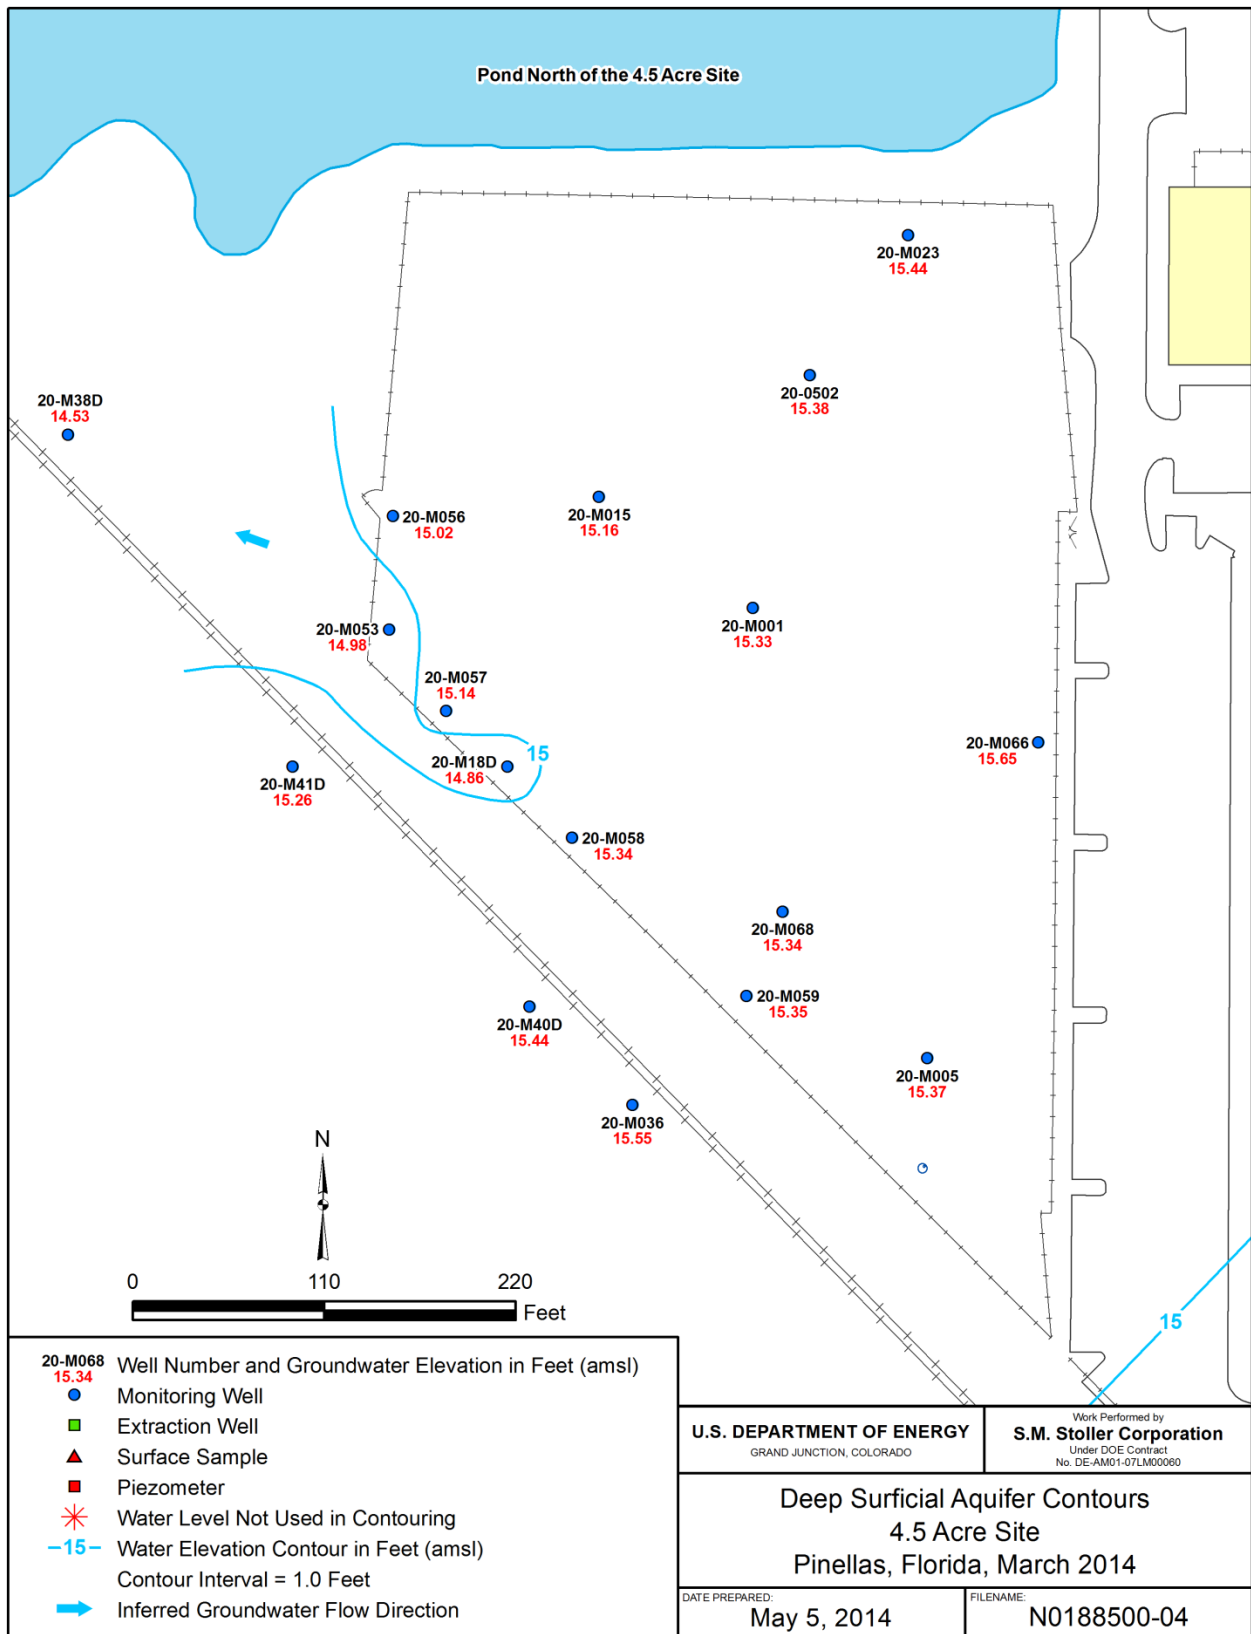 Pond North of the 4.5 Acre Site
20-M023
15.44
20-0502
15.38
20-M38D
14.53
20-M056
15.02
20-M015
15.16
20-M001
15.33
20-M053
14.98
20-M057
15.14
15
20-M18D
14.86
20-M066
15.65
20-M41D
15.26
20-M058
15.34
20-M068
15.34
20-M059
15.35
20-M40D
15.44
20-M005
15.37
20-M036
15.55
N
0 110 220
Feet
15
20-M068
15.34
Well Number and Groundwater Elevation in Feet (amsl)
Monitoring Well
Extraction Well
Surface Sample
Piezometer
Water Level Not Used in Contouring
15 Water Elevation Contour in Feet (amsl)
Contour Interval = 1.0 Feet
Inferred Groundwater Flow Direction
U.S. DEPARTMENT OF ENERGY
GRAND JUNCTION, COLORADO
Work Performed by
S.M. Stoller Corporation
Under DOE Contract
No. DE-AM01-07LM00060
Deep Surficial Aquifer Contours
4.5 Acre Site
Pinellas, Florida, March 2014
DATE PREPARED:
May 5, 2014
FILENAME:
N0188500-04